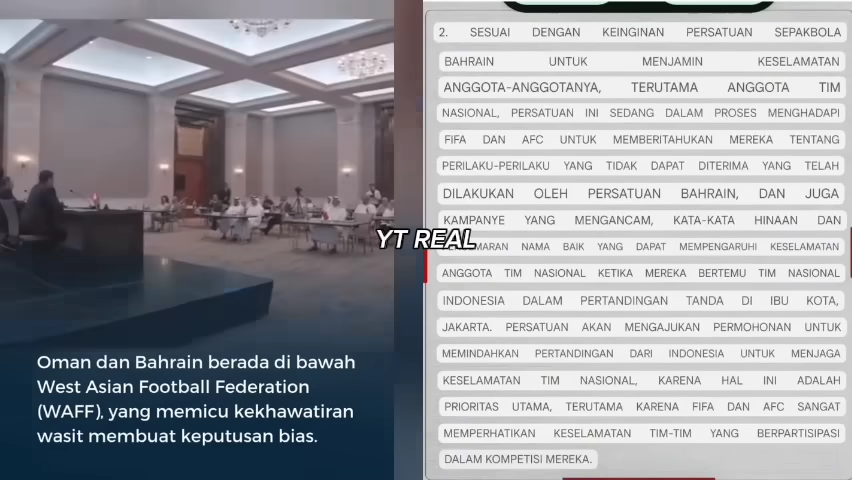 Oman dan Bahrain berada di bawah
West Asian Football Federation
(WAFF), yang memicu kekhawatiran
wasit membuat keputusan bias.
YT REAL
2. SESUAI DENGAN KEINGINAN PERSATUAN SEPAKBOLA
BAHRAIN UNTUK MENJAMIN KESELAMATAN
ANGGOTA-ANGGOTANYA, TERUTAMA ANGGOTA TIM
NASIONAL, PERSATUAN INI SEDANG DALAM PROSES MENGHADAPI
FIFA DAN AFC UNTUK MEMBERITAHUKAN MEREKA TENTANG
PERILAKU-PERILAKU YANG TIDAK DAPAT DITERIMA YANG TELAH
DILAKUKAN OLEH PERSATUAN BAHRAIN, DAN JUGA
KAMPANYE YANG MENGANCAM, KATA-KATA HINAAN DAN
NAMA BAIK YANG DAPAT MEMPENGARUHI KESELAMATAN
ANGGOTA TIM NASIONAL KETIKA MEREKA BERTEMU TIM NASIONAL
INDONESIA DALAM PERTANDINGAN TANDA DI IBU KOTA,
JAKARTA. PERSATUAN AKAN MENGAJUKAN PERMOHONAN UNTUK
MEMINDAHKAN PERTANDINGAN DARI INDONESIA UNTUK MENJAGA
KESELAMATAN TIM NASIONAL, KARENA HAL INI ADALAH
PRIORITAS UTAMA, TERUTAMA KARENA FIFA DAN AFC SANGAT
MEMPERHATIKAN KESELAMATAN TIM-TIM YANG BERPARTISIPASI
DALAM KOMPETISI MEREKA.